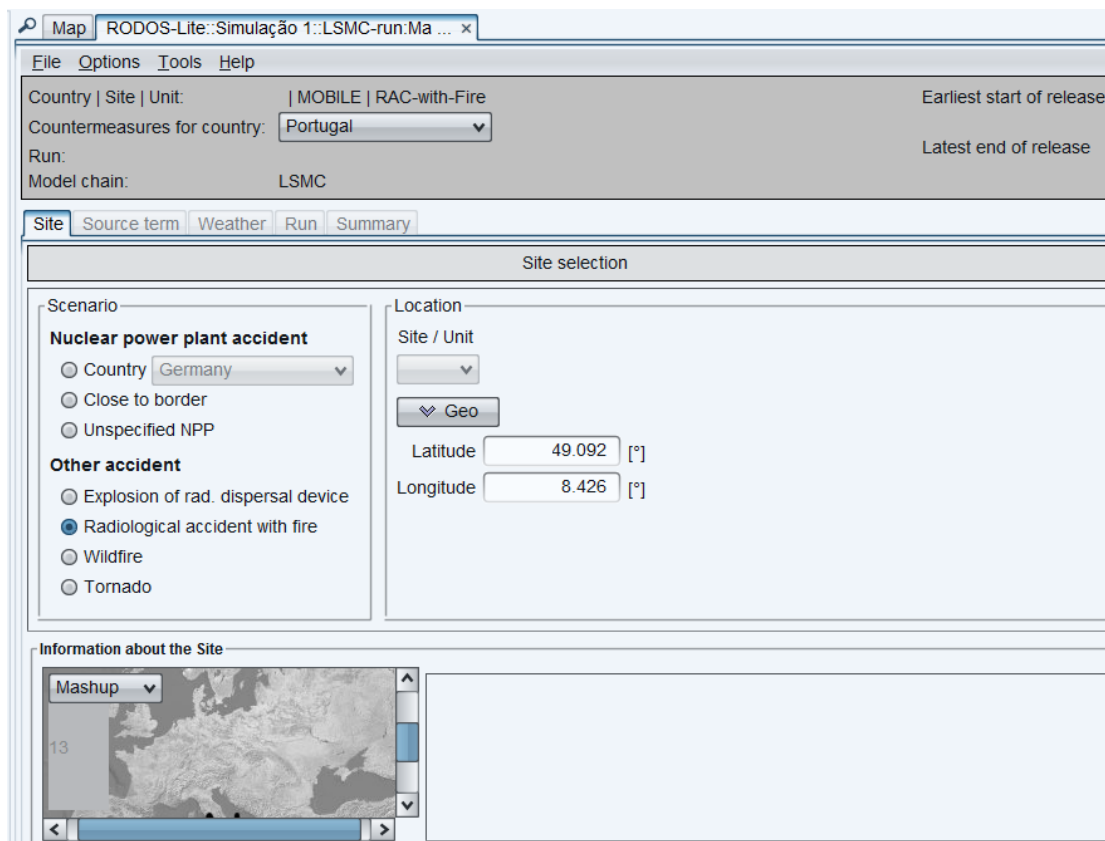 Map RODOS-Lite::Simulação 1::LSMC-run:Ma ... ×
File Options Tools Help
Country | Site | Unit: | MOBILE | RAC-with-Fire Earliest start of release
Countermeasures for country: Portugal
Run: Latest end of release
Model chain: LSMC
Site Source term Weather Run Summary
Site selection
Scenario
Nuclear power plant accident
Country Germany
Close to border
Unspecified NPP
Other accident
Explosion of rad. dispersal device
Radiological accident with fire
Wildfire
Tornado
Location
Site / Unit
Geo
Latitude 49.092 [°]
Longitude 8.426 [°]
Information about the Site
Mashup
13